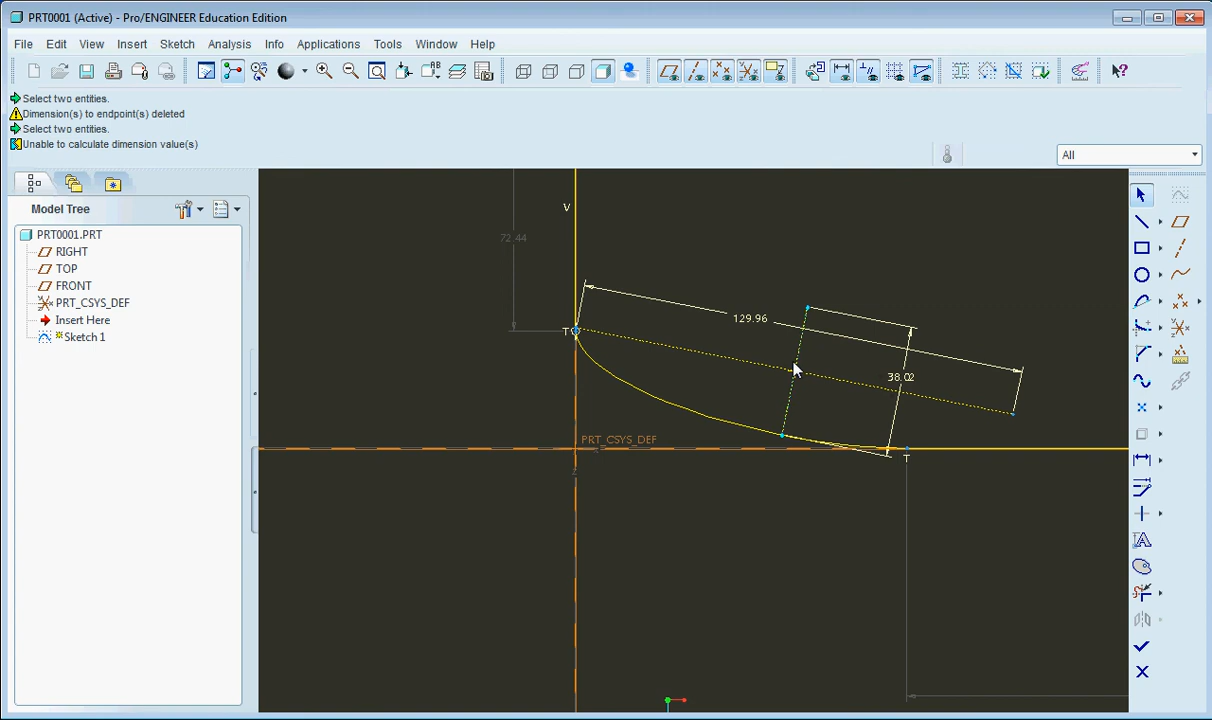 PRT0001 (Active) - Pro/ENGINEER Education Edition
File Edit View Insert Sketch Analysis Info Applications Tools Window Help
Select two entities.
Dimension(s) to endpoint(s) deleted
Select two entities.
Unable to calculate dimension value(s)
All
Model Tree
PRT0001.PRT
RIGHT
TOP
FRONT
PRT_CSYS_DEF
Insert Here
Sketch 1
V
72.44
129.96
T
38.02
PRT_CSYS_DEF
T